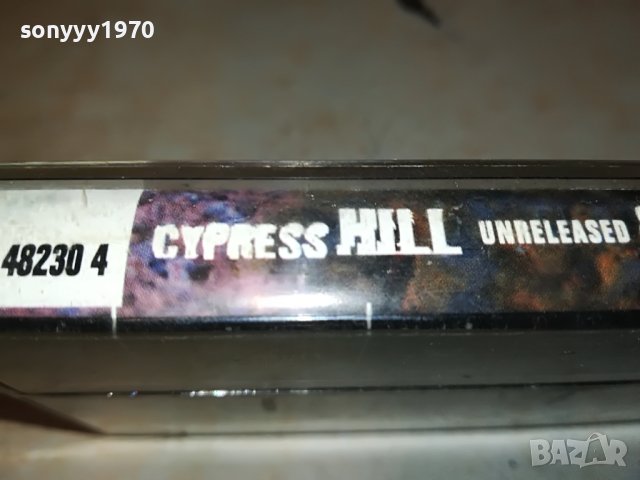 sonyyy1970
48230 4
CYPRESS HILL UNRELEASED
BAZAR